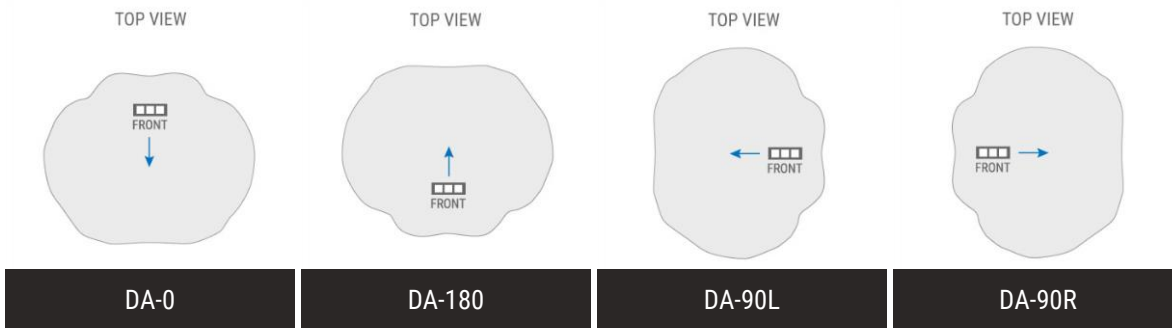 TOP VIEW
FRONT
DA-0
TOP VIEW
FRONT
DA-180
TOP VIEW
FRONT
DA-90L
TOP VIEW
FRONT
DA-90R